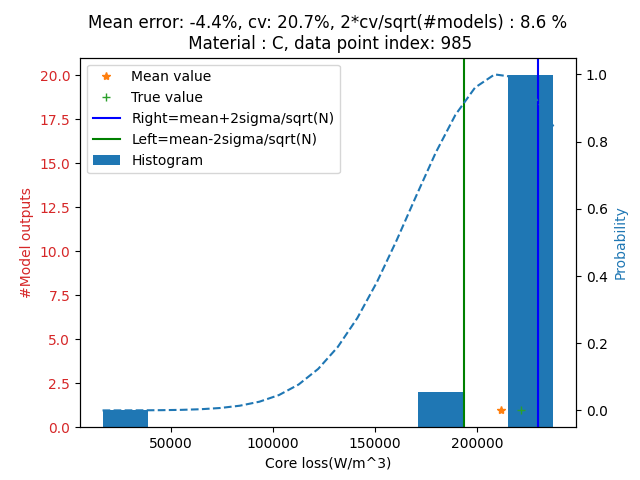 Mean error: -4.4%, cv: 20.7%, 2*cv/sqrt(#models) : 8.6 %
Material : C, data point index: 985
Mean value
True value
Right=mean+2sigma/sqrt(N)
Left=mean-2sigma/sqrt(N)
Histogram
#Model outputs
20.0
17.5
15.0
12.5
10.0
7.5
5.0
2.5
0.0
1.0
0.8
0.6
0.4
0.2
0.0
Probability
50000 100000 150000 200000
Core loss(W/m^3)